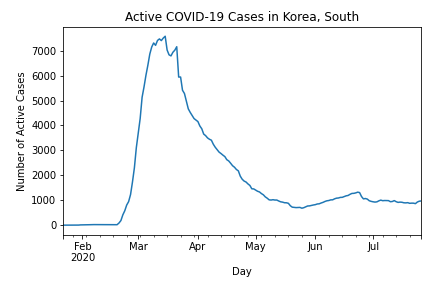 Active COVID-19 Cases in Korea, South
Number of Active Cases
7000
6000
5000
4000
3000
2000
1000
0
Feb Mar Apr May Jun Jul
2020
Day